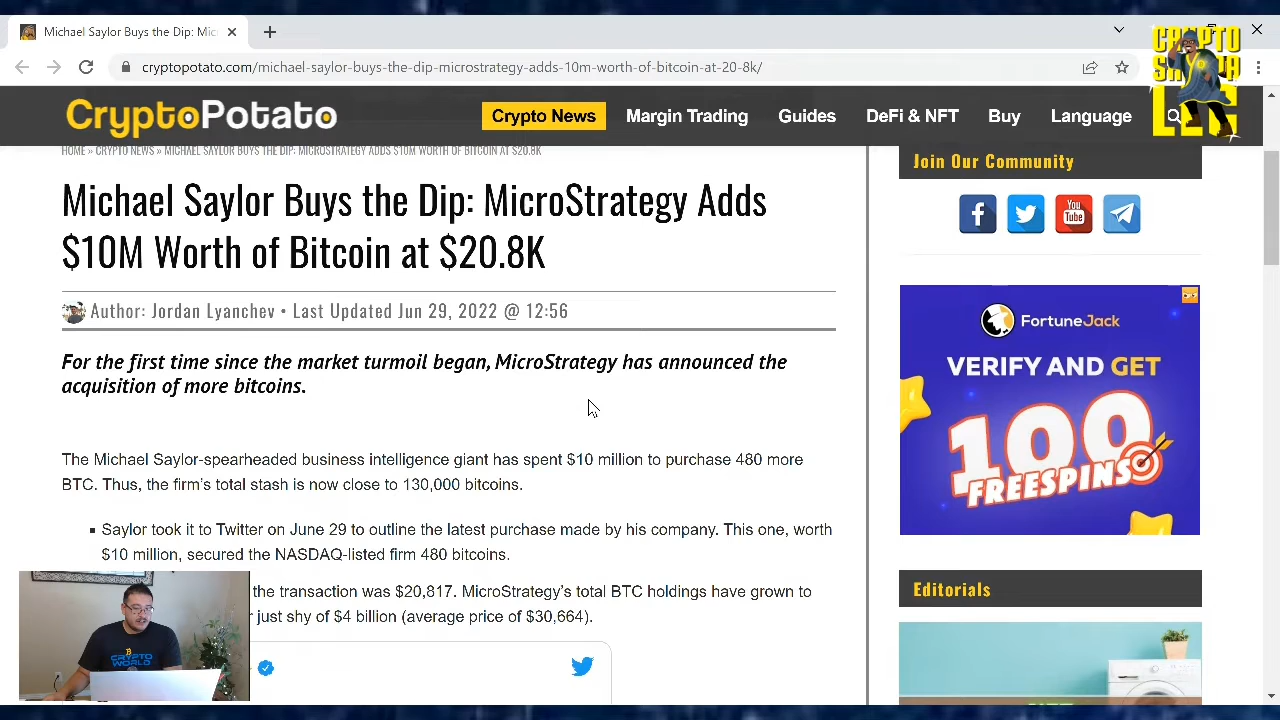 Michael Saylor Buys the Dip: Mic
cryptopotato.com/michael-saylor-buys-the-dip-mi
tegy-adds-10m-worth-of-bitcoin-at-20-8k/
CRYPTO
Yo
LEO
CryptoPotato
Crypto News
Margin Trading
Guides
DeFi & NFT
Buy
Language
HOME » CRYPTO NEWS » MICHAEL SAYLOR BUYS THE DIP: MICROSTRATEGY ADDS $10M WORTH OF BITCOIN AT $20.8K
Michael Saylor Buys the Dip: MicroStrategy Adds
$10M Worth of Bitcoin at $20.8K
Author: Jordan Lyanchev • Last Updated Jun 29, 2022 @ 12:56
For the first time since the market turmoil began, MicroStrategy has announced the
acquisition of more bitcoins.
The Michael Saylor-spearheaded business intelligence giant has spent $10 million to purchase 480 more
BTC. Thus, the firm's total stash is now close to 130,000 bitcoins.
▪ Saylor took it to Twitter on June 29 to outline the latest purchase made by his company. This one, worth
$10 million, secured the NASDAQ-listed firm 480 bitcoins.
the transaction was $20,817. MicroStrategy's total BTC holdings have grown to
just shy of $4 billion (average price of $30,664).
CRYPTO
WORLD
Join Our Community
You
Tube
FortuneJack
VERIFY AND GET
100
FREESPINS
Editorials